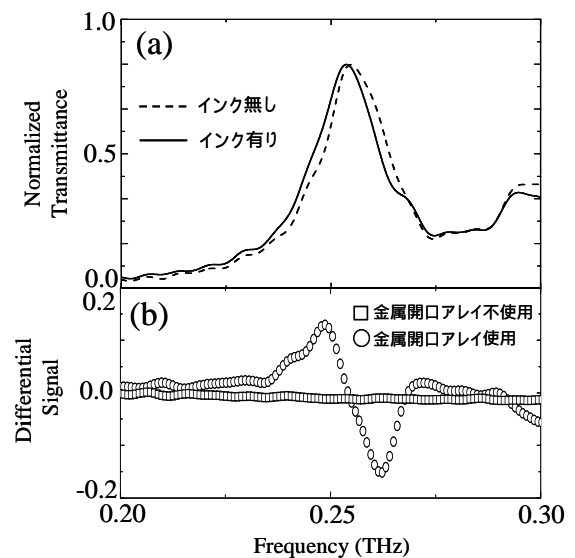 1.0
(a)
インク無し
インク有り
Normalized
Transmittance
0.5
0.0
0.2
(b)
金属開口アレイ不使用
金属開口アレイ使用
Differential
Signal
0.0
-0.2
0.20
0.25
0.30
Frequency (THz)